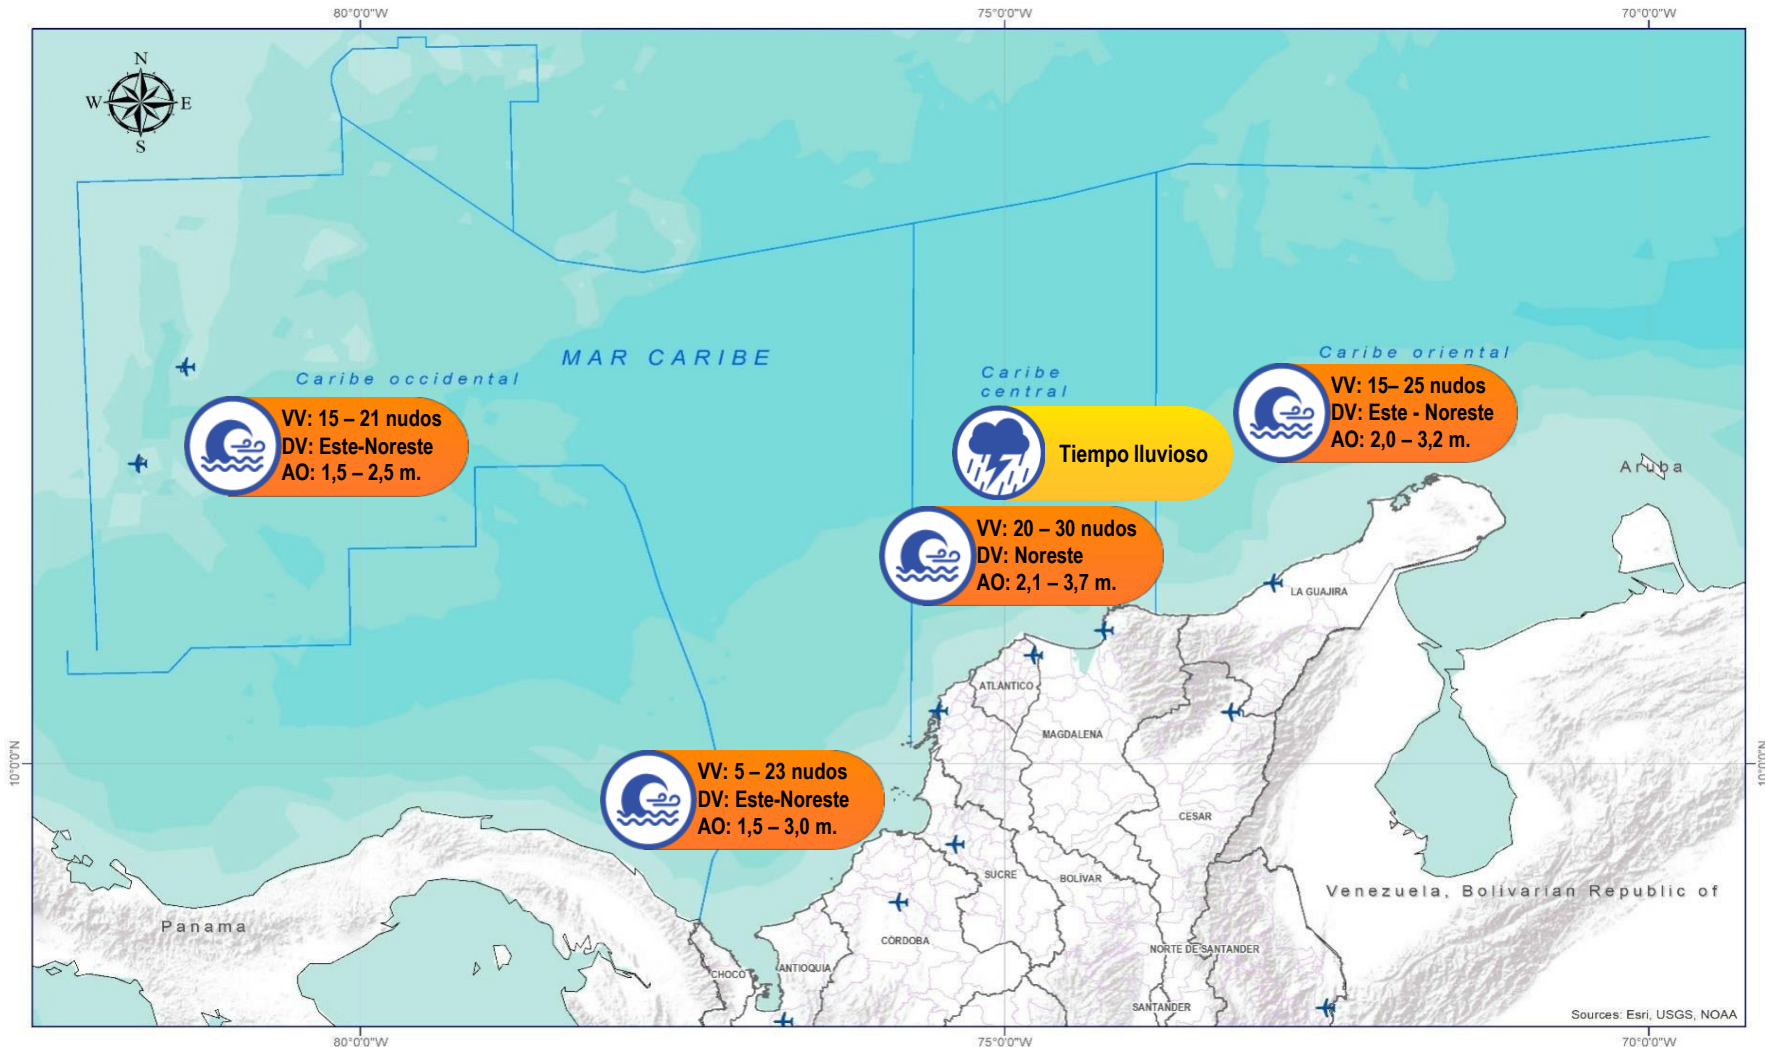 80°0'0"W
75°0'0"W
70°0'0"W
N
W
E
S
MAR CARIBE
Caribe occidental
VV: 15 – 21 nudos
DV: Este-Noreste
AO: 1,5 – 2,5 m.
Caribe
central
Tiempo lluvioso
VV: 20 – 30 nudos
DV: Noreste
AO: 2,1 – 3,7 m.
Caribe oriental
VV: 15– 25 nudos
DV: Este - Noreste
AO: 2,0 – 3,2 m.
Aruba
LA GUAJIRA
ATLÁNTICO
MAGDALENA
10°0'0"N
10°0'0"N
VV: 5 – 23 nudos
DV: Este-Noreste
AO: 1,5 – 3,0 m.
CESAR
SUCRE
BOLÍVAR
Venezuela, Bolivarian Republic of
Panama
CÓRDOBA
NORTE DE SANTANDER
CHOCO
ANTIOQUIA
SANTANDER
Sources: Esri, USGS, NOAA
80°0'0"W
75°0'0"W
70°0'0"W